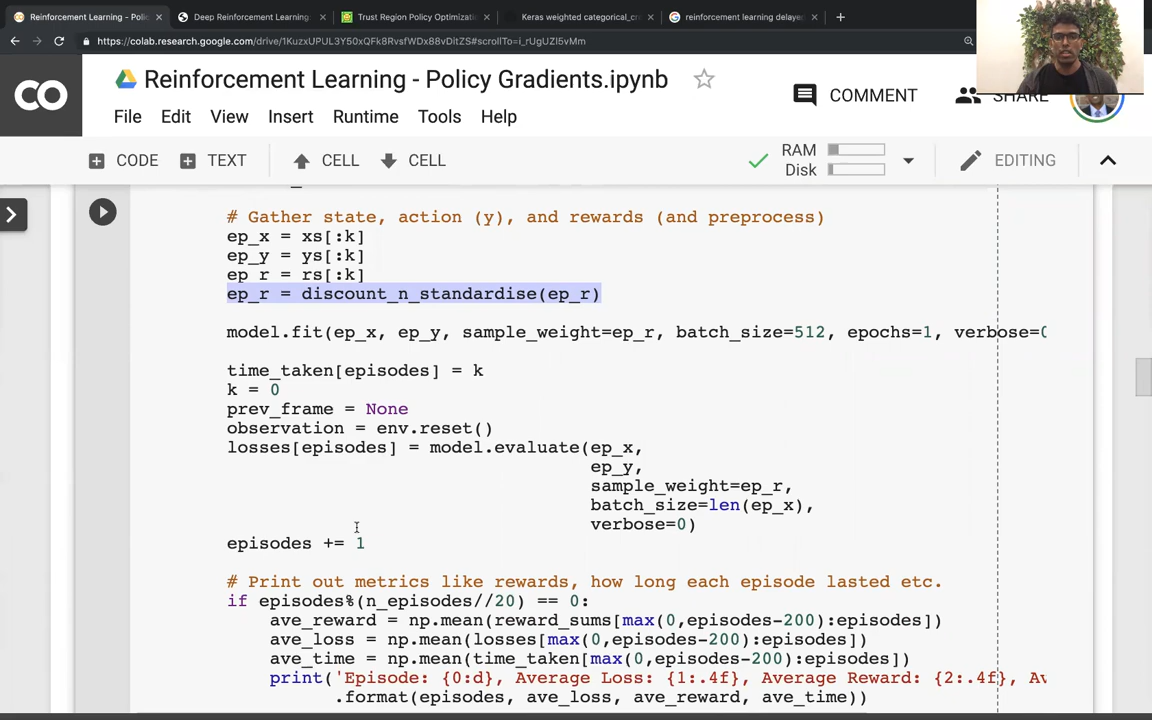 Reinforcement Learning - Polic
Deep Reinforcement Learning:
Trust Region Policy Optimizatio
Keras weighted categorical_cr
reinforcement learning delaye
https://colab.research.google.com/drive/1KuzxUPUL3Y50xQFk8RvsfWDx88vDitZS#scrollTo=i_rUgUZI5vMm
CO
Reinforcement Learning - Policy Gradients.ipynb
COMMENT
SHARE
File Edit View Insert Runtime Tools Help
CODE TEXT CELL CELL
RAM
Disk
EDITING
# Gather state, action (y), and rewards (and preprocess)
ep_x = xs[:k]
ep_y = ys[:k]
ep_r = rs[:k]
ep_r = discount_n_standardise(ep_r)
model.fit(ep_x, ep_y, sample_weight=ep_r, batch_size=512, epochs=1, verbose=0
time_taken[episodes] = k
k = 0
prev_frame = None
observation = env.reset()
losses[episodes] = model.evaluate(ep_x,
ep_y,
sample_weight=ep_r,
batch_size=len(ep_x),
verbose=0)
episodes += 1
# Print out metrics like rewards, how long each episode lasted etc.
if episodes%(n_episodes//20) == 0:
ave_reward = np.mean(reward_sums[max(0,episodes-200):episodes])
ave_loss = np.mean(losses[max(0,episodes-200):episodes])
ave_time = np.mean(time_taken[max(0,episodes-200):episodes])
print('Episode: {0:d}, Average Loss: {1:.4f}, Average Reward: {2:.4f}, Av
.format(episodes, ave_loss, ave_reward, ave_time))